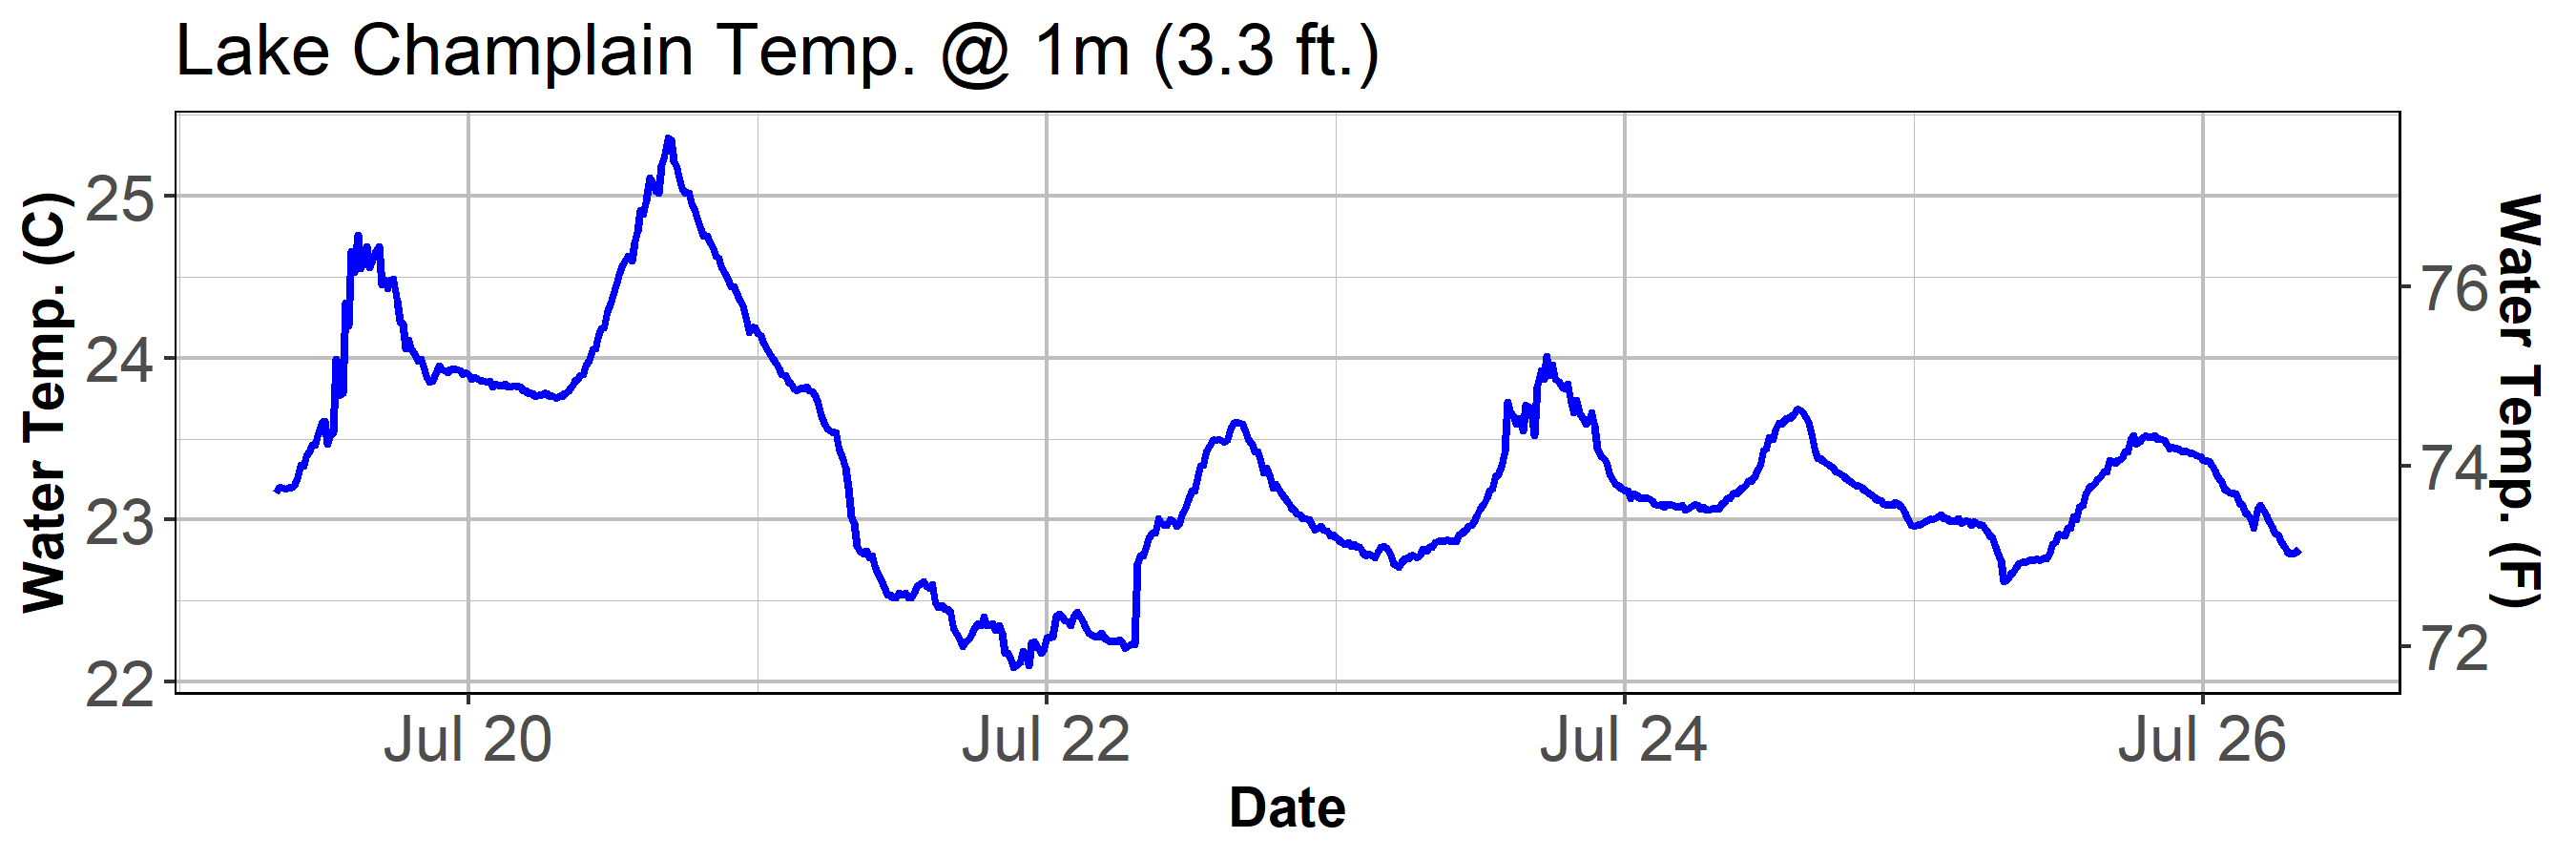 Lake Champlain Temp. @ 1m (3.3 ft.)
Water Temp. (C)
25
24
23
22
76
74
72
Water Temp. (F)
Jul 20 Jul 22 Jul 24 Jul 26
Date